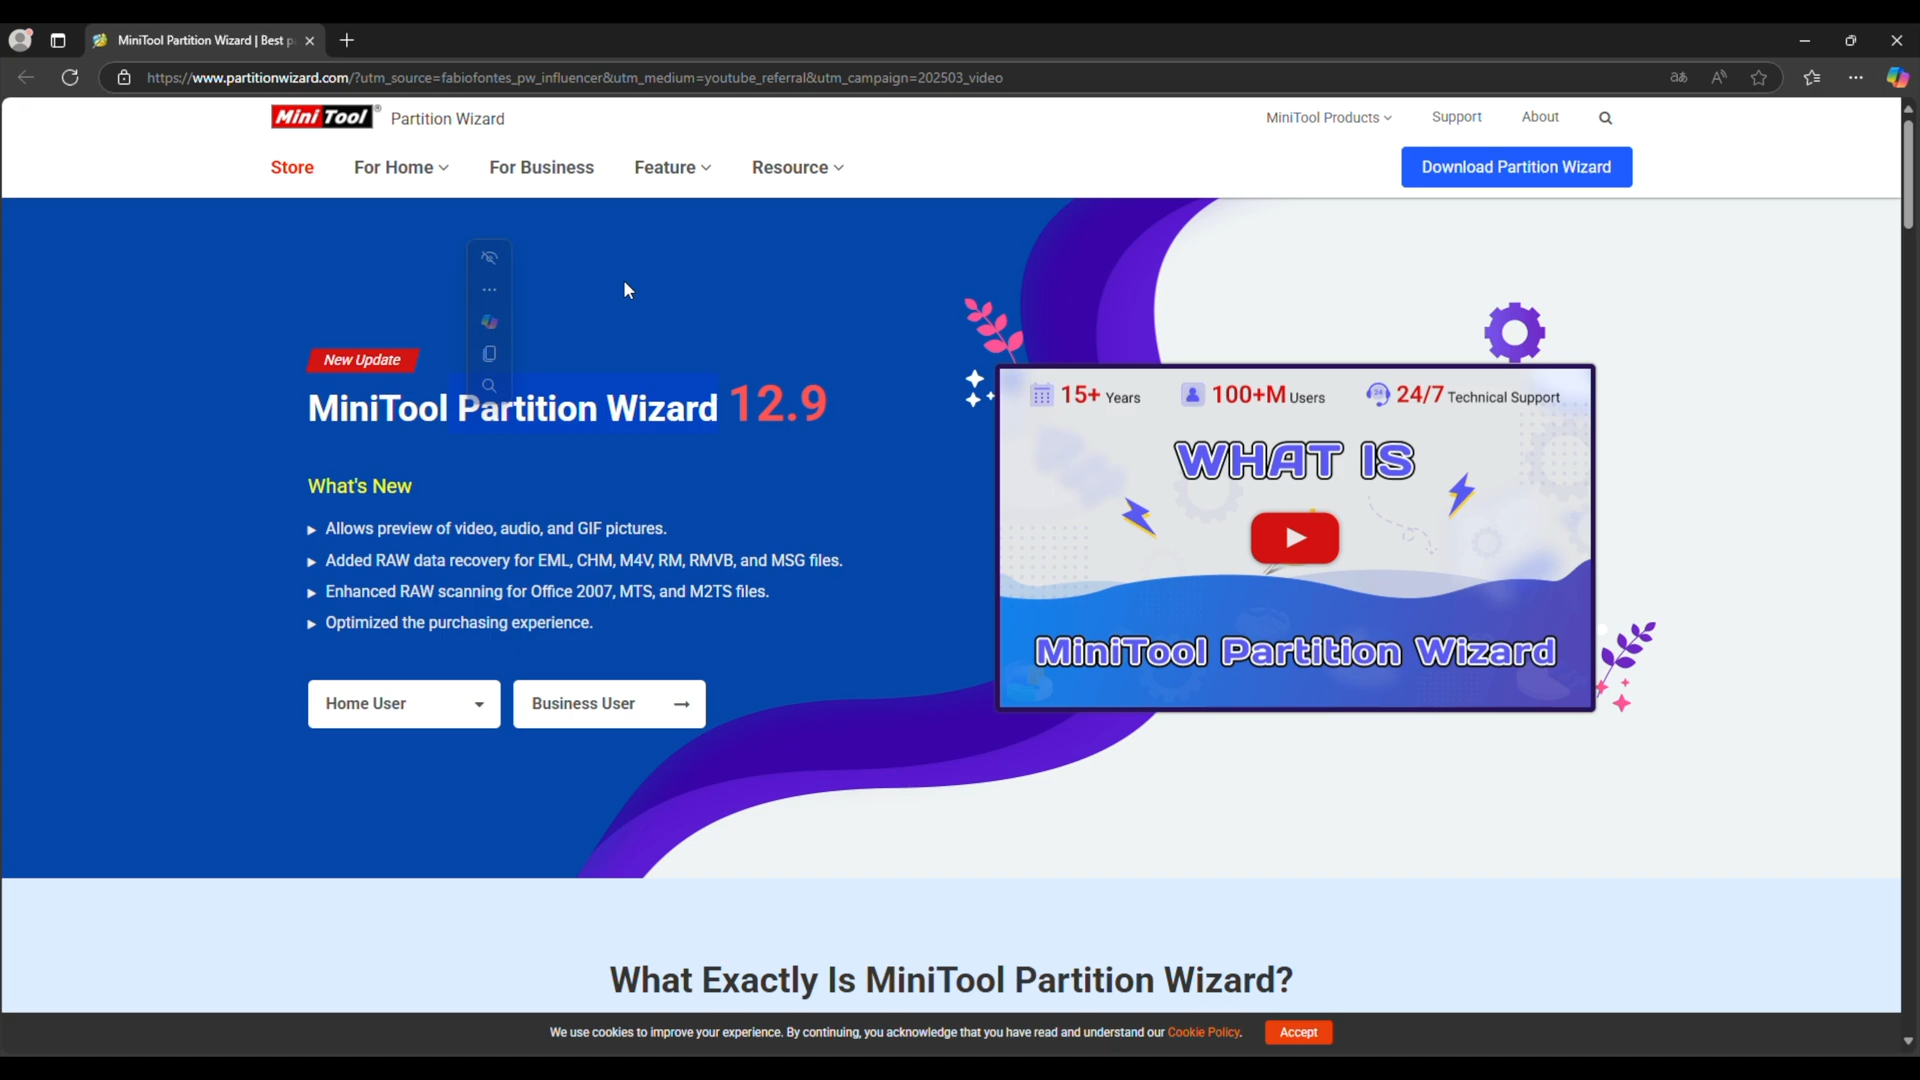 MiniTool Partition Wizard | Best p
https://www.partitionwizard.com/?utm_source=fabiofontes_pw_influencer&utm_medium=youtube_referral&utm_campaign=202503_video
Mini Tool® Partition Wizard
MiniTool Products
Support
About
Store
For Home
For Business
Feature
Resource
Download Partition Wizard
New Update
MiniTool Partition Wizard 12.9
What's New
Allows preview of video, audio, and GIF pictures.
Added RAW data recovery for EML, CHM, M4V, RM, RMVB, and MSG files.
Enhanced RAW scanning for Office 2007, MTS, and M2TS files.
Optimized the purchasing experience.
Home User
Business User
15+ Years
100+M Users
24/7 Technical Support
WHAT IS
MiniTool Partition Wizard
What Exactly Is MiniTool Partition Wizard?
We use cookies to improve your experience. By continuing, you acknowledge that you have read and understand our Cookie Policy.
Accept